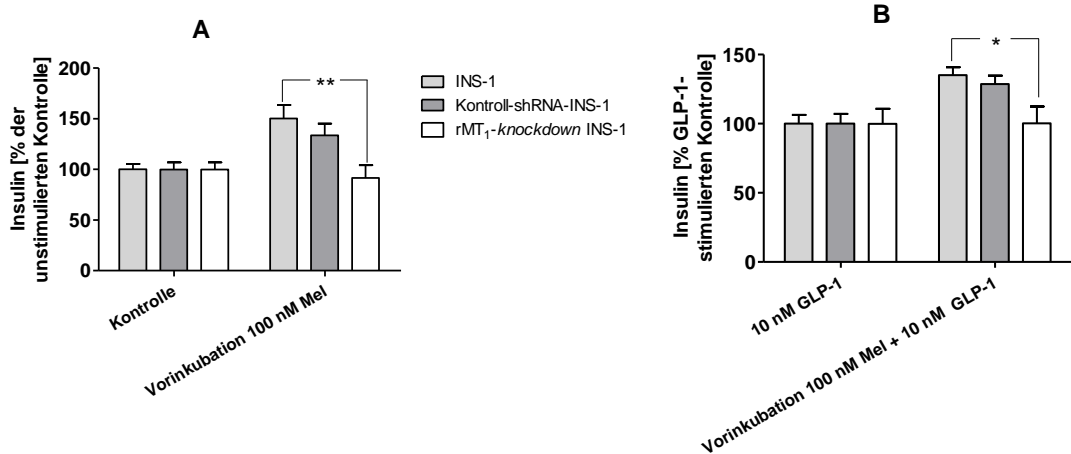 A
Insulin [% der
unstimulierten Kontrolle]
200
150
100
50
0
**
Kontrolle
Vorinkubation 100 nM Mel
INS-1
Kontroll-shRNA-INS-1
rMT₁-knockdown INS-1
B
Insulin [% GLP-1-
stimulierten Kontrolle]
150
100
50
0
*
10 nM GLP-1
Vorinkubation 100 nM Mel + 10 nM GLP-1